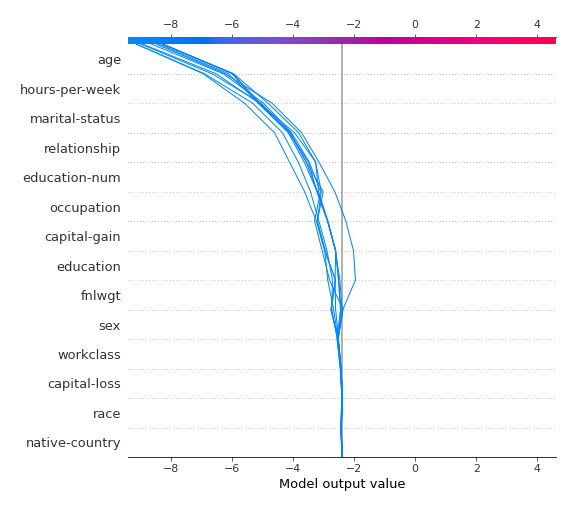 −8 −6 −4 −2 0 2 4
age
hours-per-week
marital-status
relationship
education-num
occupation
capital-gain
education
fnlwgt
sex
workclass
capital-loss
race
native-country
−8 −6 −4 −2 0 2 4
Model output value